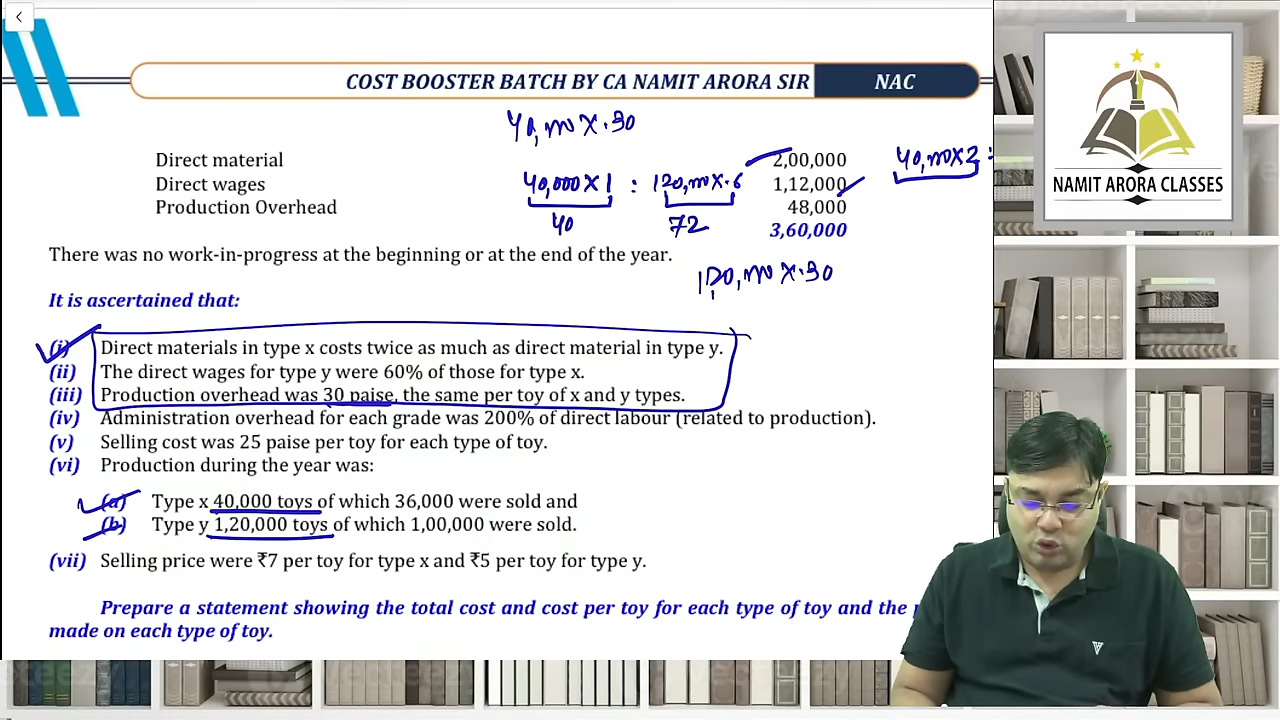 COST BOOSTER BATCH BY CA NAMIT ARORA SIR NAC
40,000 X .30
Direct material 2,00,000
Direct wages 40,000 X 1 : 120,000 X .6 1,12,000
40,000 X 2 =
Production Overhead 48,000
40 72
3,60,000
There was no work-in-progress at the beginning or at the end of the year.
120,000 X .30
It is ascertained that:
(i) Direct materials in type x costs twice as much as direct material in type y.
(ii) The direct wages for type y were 60% of those for type x.
(iii) Production overhead was 30 paise, the same per toy of x and y types.
(iv) Administration overhead for each grade was 200% of direct labour (related to production).
(v) Selling cost was 25 paise per toy for each type of toy.
(vi) Production during the year was:
(a) Type x 40,000 toys of which 36,000 were sold and
(b) Type y 1,20,000 toys of which 1,00,000 were sold.
(vii) Selling price were ₹7 per toy for type x and ₹5 per toy for type y.
Prepare a statement showing the total cost and cost per toy for each type of toy and the
made on each type of toy.
NAMIT ARORA CLASSES